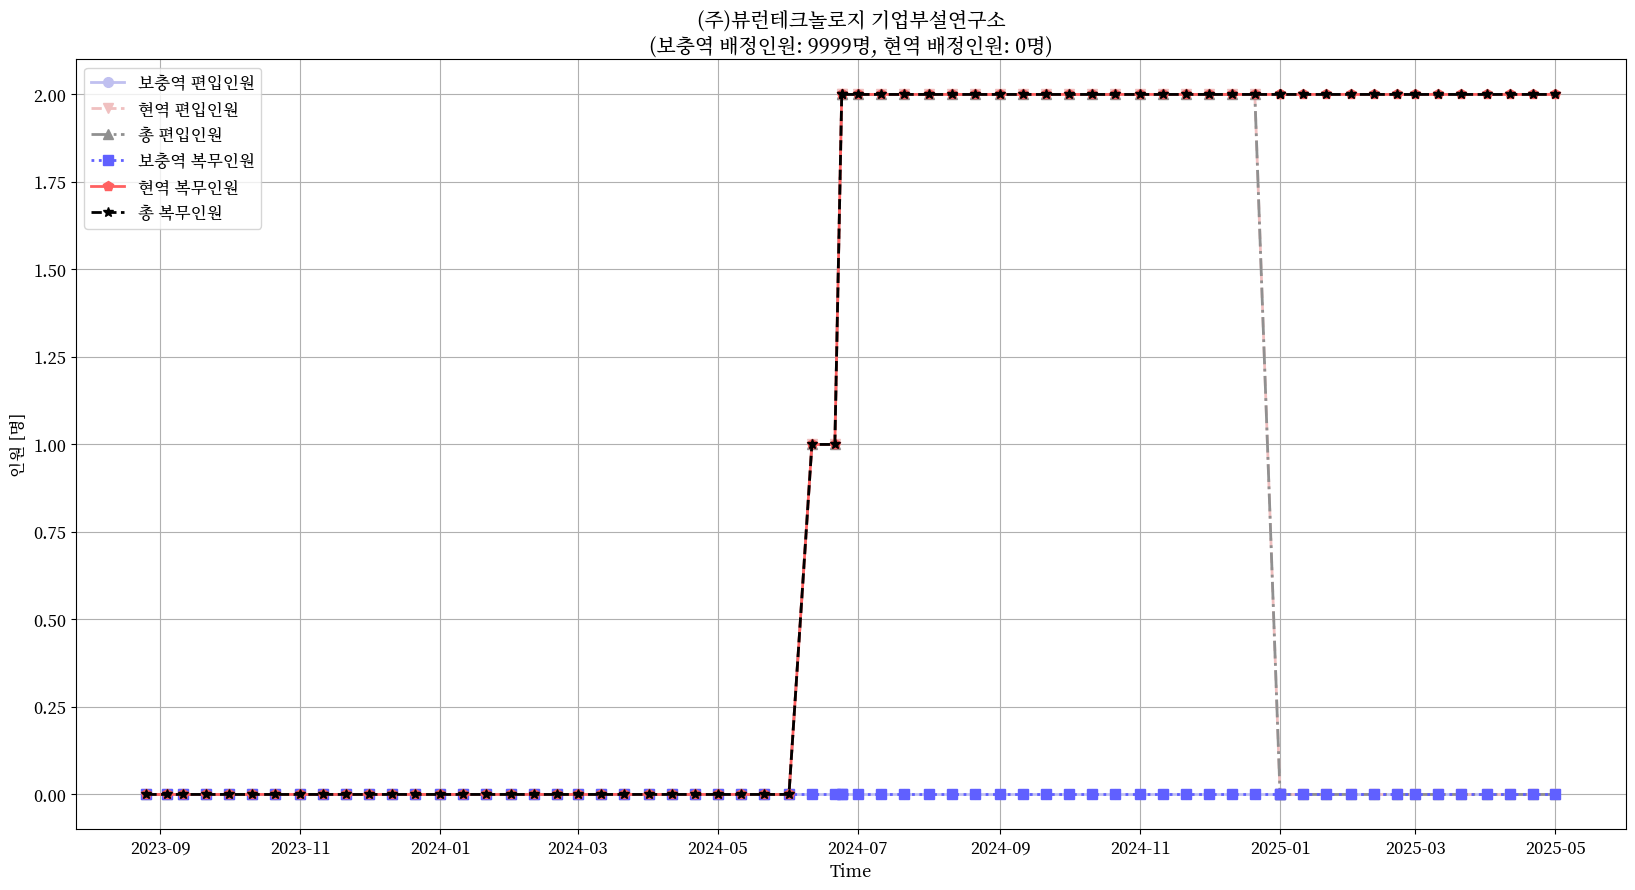 (주)뷰런테크놀로지 기업부설연구소
(보충역 배정인원: 9999명, 현역 배정인원: 0명)
보충역 편입인원
현역 편입인원
총 편입인원
보충역 복무인원
현역 복무인원
총 복무인원
2.00
1.75
1.50
1.25
1.00
0.75
0.50
0.25
0.00
인원 [명]
2023-09 2023-11 2024-01 2024-03 2024-05 2024-07 2024-09 2024-11 2025-01 2025-03 2025-05
Time